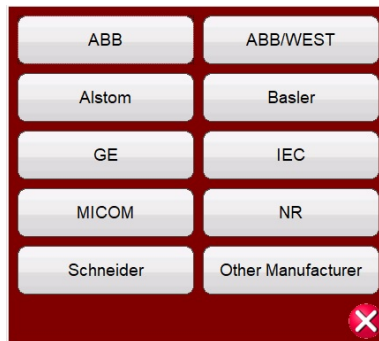 ABB
ABB/WEST
Alstom
Basler
GE
IEC
MICOM
NR
Schneider
Other Manufacturer